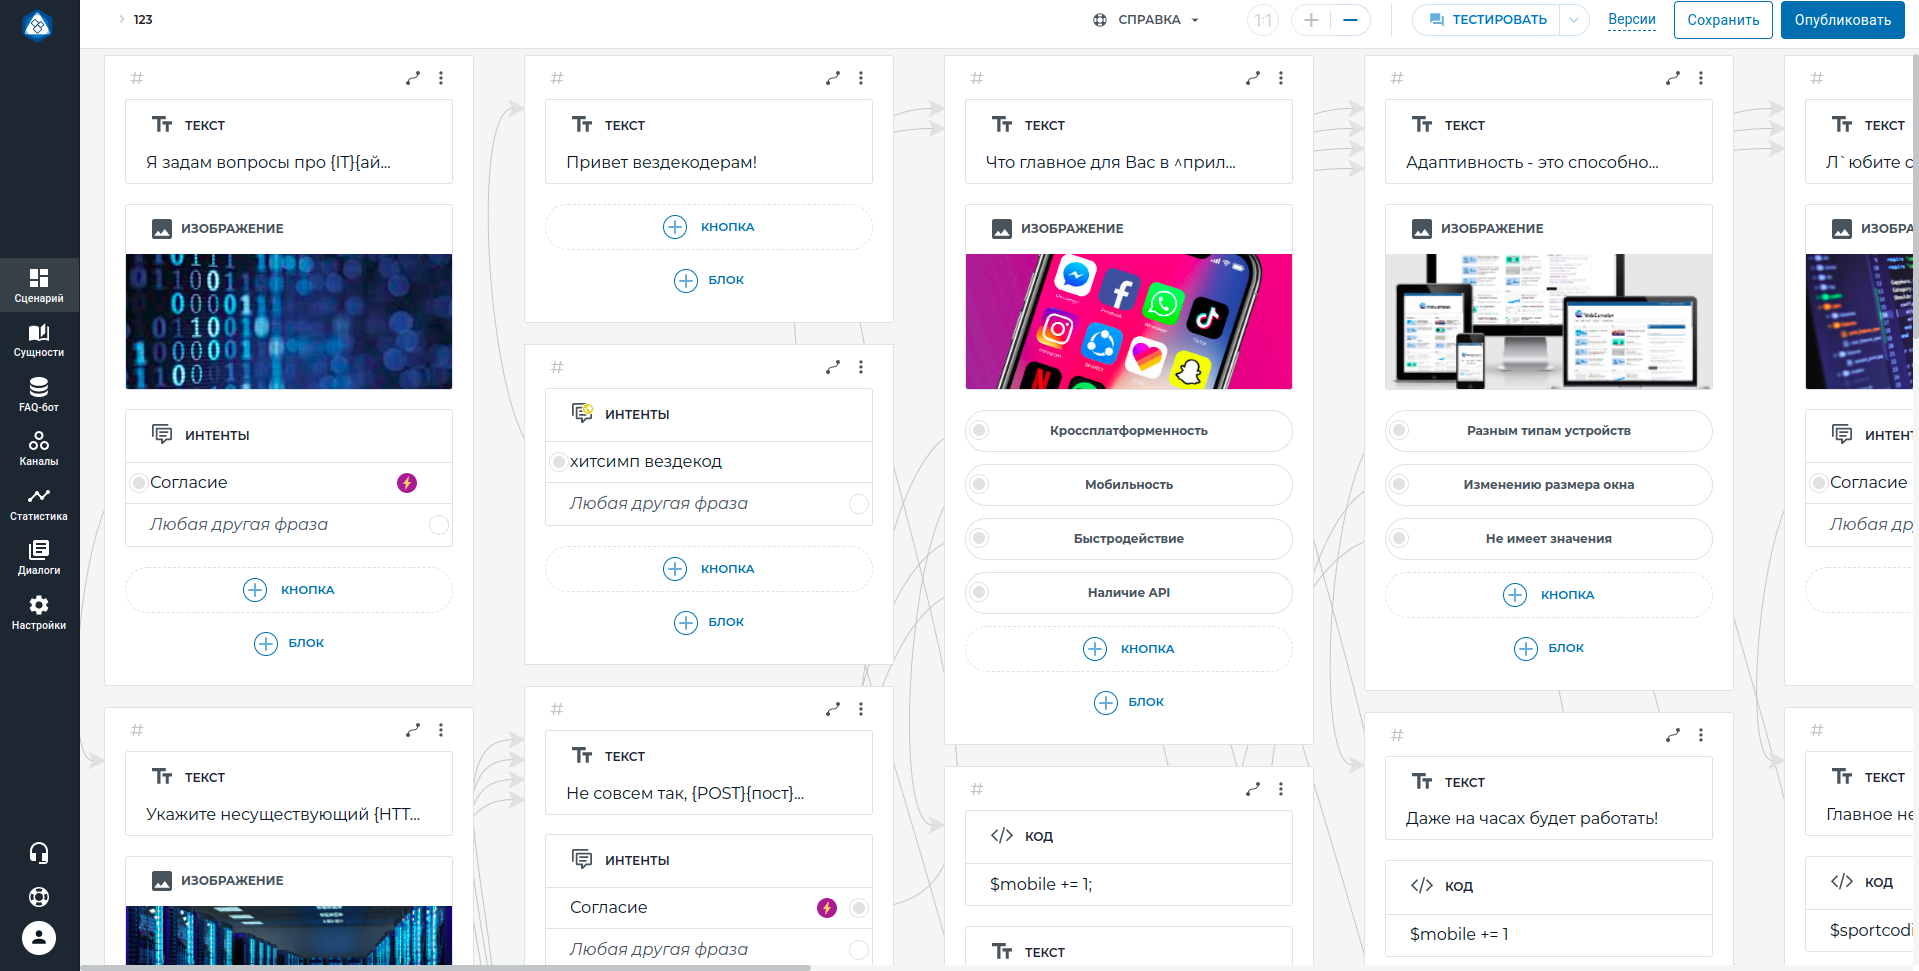 123
СПРАВКА
1:1
ТЕСТИРОВАТЬ
Версии
Сохранить
Опубликовать
Сценарий
Сущности
FAQ-бот
Каналы
Статистика
Диалоги
Настройки
#
ТЕКСТ
Я задам вопросы про {IT}{ай...
ИЗОБРАЖЕНИЕ
ИНТЕНТЫ
Согласие
Любая другая фраза
КНОПКА
БЛОК
#
ТЕКСТ
Укажите несуществующий {HTT...
ИЗОБРАЖЕНИЕ
#
ТЕКСТ
Привет вездекодерам!
КНОПКА
БЛОК
#
ИНТЕНТЫ
хитсимп вездекод
Любая другая фраза
КНОПКА
БЛОК
#
ТЕКСТ
Не совсем так, {POST}{пост}...
ИНТЕНТЫ
Согласие
Любая другая фраза
#
ТЕКСТ
Что главное для Вас в ^прил...
ИЗОБРАЖЕНИЕ
Кроссплатформенность
Мобильность
Быстродействие
Наличие API
КНОПКА
БЛОК
#
КОД
$mobile += 1;
ТЕКСТ
#
ТЕКСТ
Адаптивность - это способно...
ИЗОБРАЖЕНИЕ
Разным типам устройств
Изменению размера окна
Не имеет значения
КНОПКА
БЛОК
#
ТЕКСТ
Даже на часах будет работать!
КОД
$mobile += 1
#
ТЕКСТ
Л`юбите с
ИЗОБРА
ИНТЕНТ
Согласие
Любая др
#
ТЕКСТ
Главное не
КОД
$sportcodi